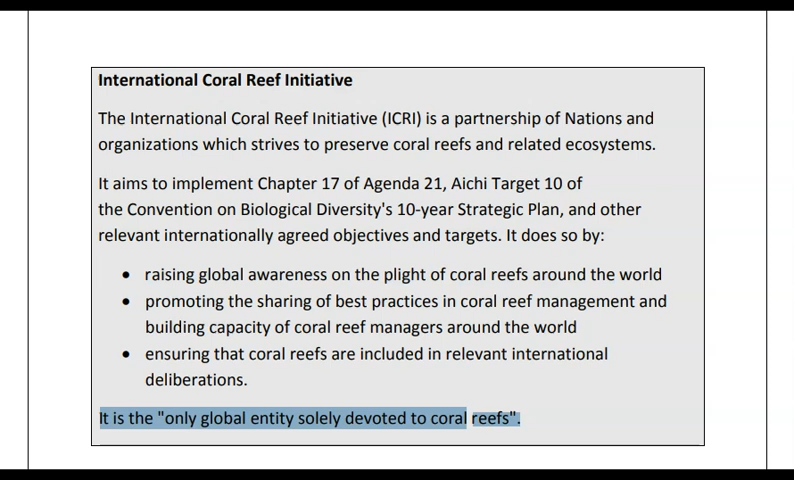 International Coral Reef Initiative
The International Coral Reef Initiative (ICRI) is a partnership of Nations and
organizations which strives to preserve coral reefs and related ecosystems.
It aims to implement Chapter 17 of Agenda 21, Aichi Target 10 of
the Convention on Biological Diversity's 10-year Strategic Plan, and other
relevant internationally agreed objectives and targets. It does so by:
• raising global awareness on the plight of coral reefs around the world
• promoting the sharing of best practices in coral reef management and
building capacity of coral reef managers around the world
• ensuring that coral reefs are included in relevant international
deliberations.
It is the "only global entity solely devoted to coral reefs".